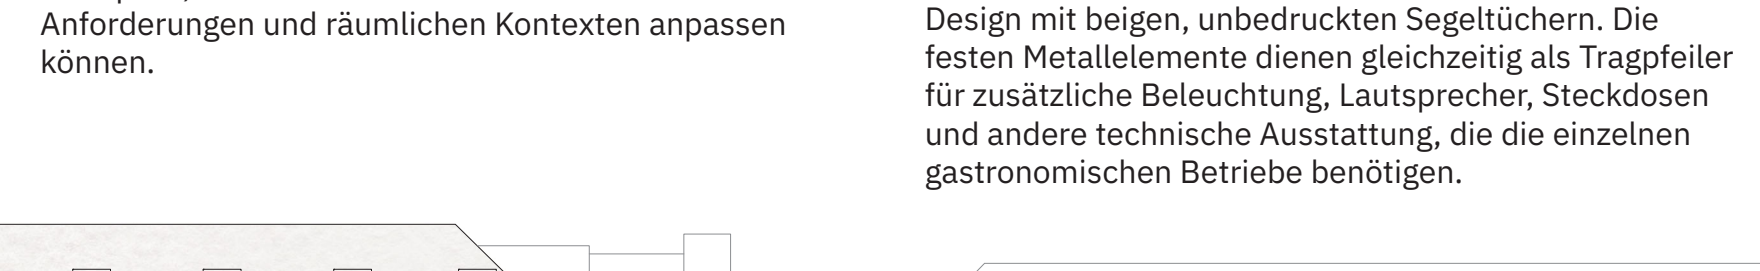 Anforderungen und räumlichen Kontexten anpassen
können.
Design mit beigen, unbedruckten Segeltüchern. Die
festen Metallelemente dienen gleichzeitig als Tragpfeiler
für zusätzliche Beleuchtung, Lautsprecher, Steckdosen
und andere technische Ausstattung, die die einzelnen
gastronomischen Betriebe benötigen.